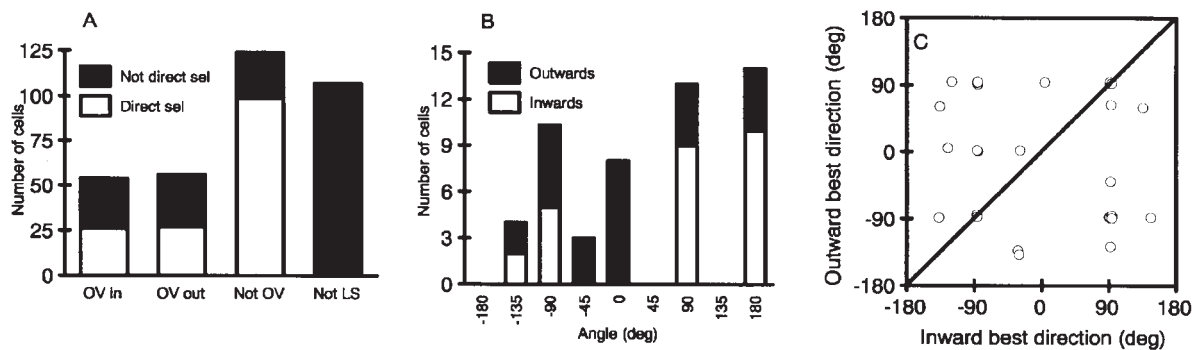 A
Number of cells
125
100
75
50
25
0
Not direct sel
Direct sel
OV in
OV out
Not OV
Not LS
B
Number of cells
15
12
9
6
3
0
Outwards
Inwards
-180
-135
-90
-45
0
45
90
135
180
Angle (deg)
C
Outward best direction (deg)
180
90
0
-90
-180
-180
-90
0
90
180
Inward best direction (deg)